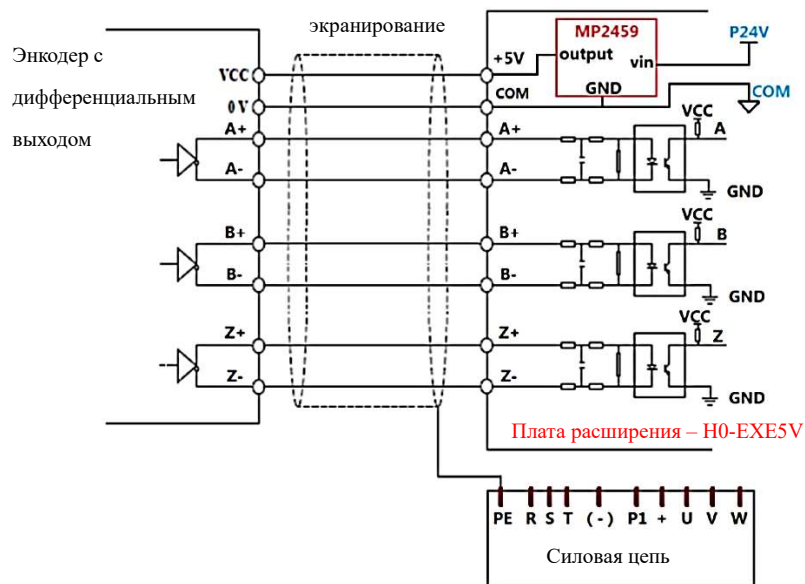 экранирование
Энкодер с
дифференциальным
выходом
VCC
0 V
A+
A-
B+
B-
Z+
Z-
+5V
COM
A+
A-
B+
B-
Z+
Z-
MP2459
output
vin
GND
P24V
COM
VCC
A
GND
VCC
B
GND
VCC
Z
GND
Плата расширения – H0-EXE5V
PE R S T (-) P1 + U V W
Силовая цепь